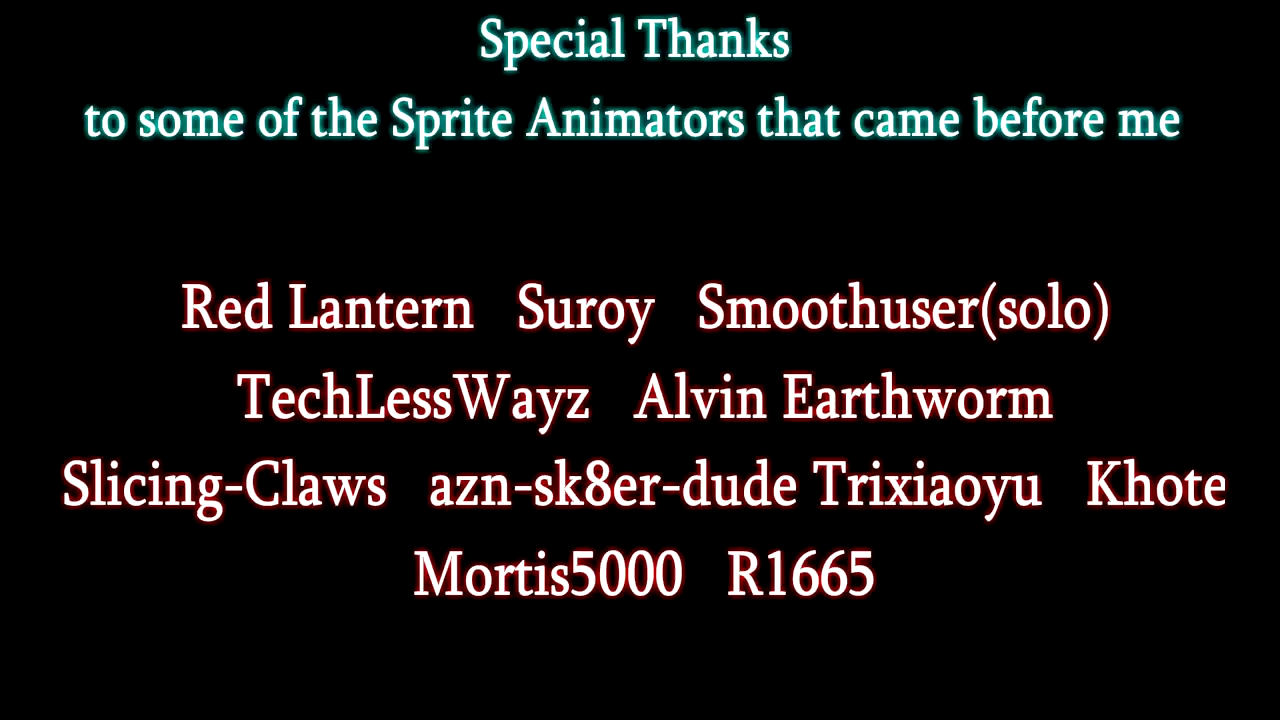 Special Thanks
to some of the Sprite Animators that came before me
Red Lantern Suroy Smoothuser(solo)
TechLessWayz Alvin Earthworm
Slicing-Claws azn-sk8er-dude Trixiaoyu Khote
Mortis5000 R1665